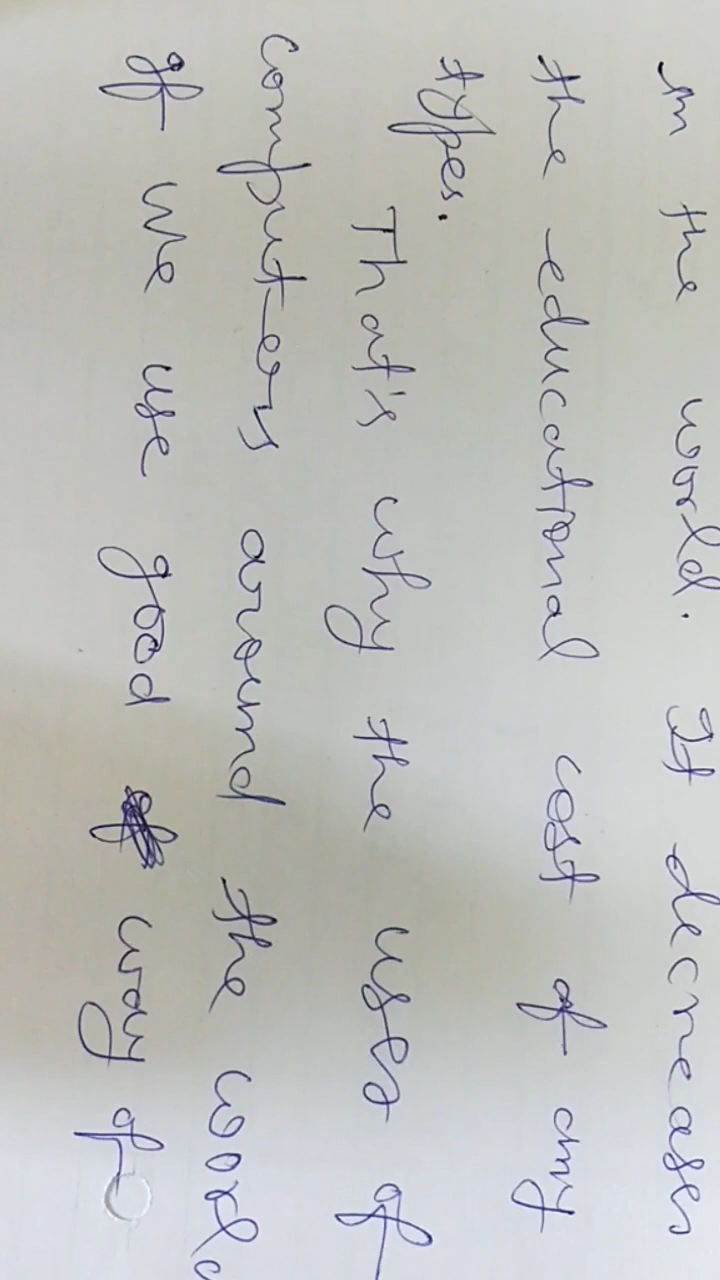 in the world. It decreases
the educational cost of any
types.
That's why the uses of
computers around the world
If we use good way of